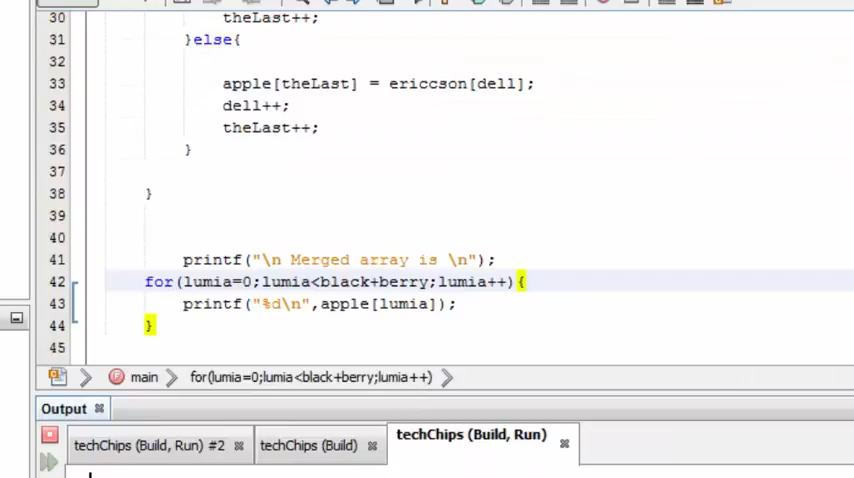 30 theLast++;
31 }else{
32
33 apple[theLast] = ericcson[dell];
34 dell++;
35 theLast++;
36 }
37
38 }
39
40
41 printf("\n Merged array is \n");
42 for(lumia=0;lumia<black+berry;lumia++){
43 printf("%d\n",apple[lumia]);
44 }
45
main for(lumia=0;lumia<black+berry;lumia++)
Output
techChips (Build, Run) #2 techChips (Build) techChips (Build, Run)